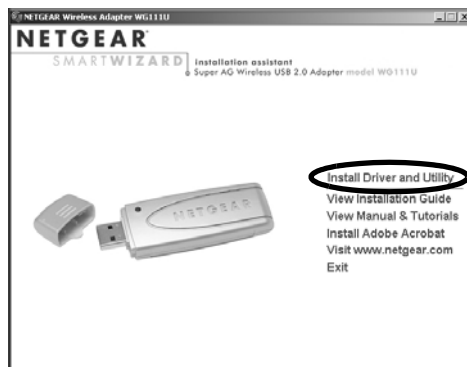 NETGEAR Wireless Adapter WG111U
NETGEAR
SMARTWIZARD
installation assistant
Super AG Wireless USB 2.0 Adapter model WG111U
NETGEAR
Install Driver and Utility
View Installation Guide
View Manual & Tutorials
Install Adobe Acrobat
Visit www.netgear.com
Exit